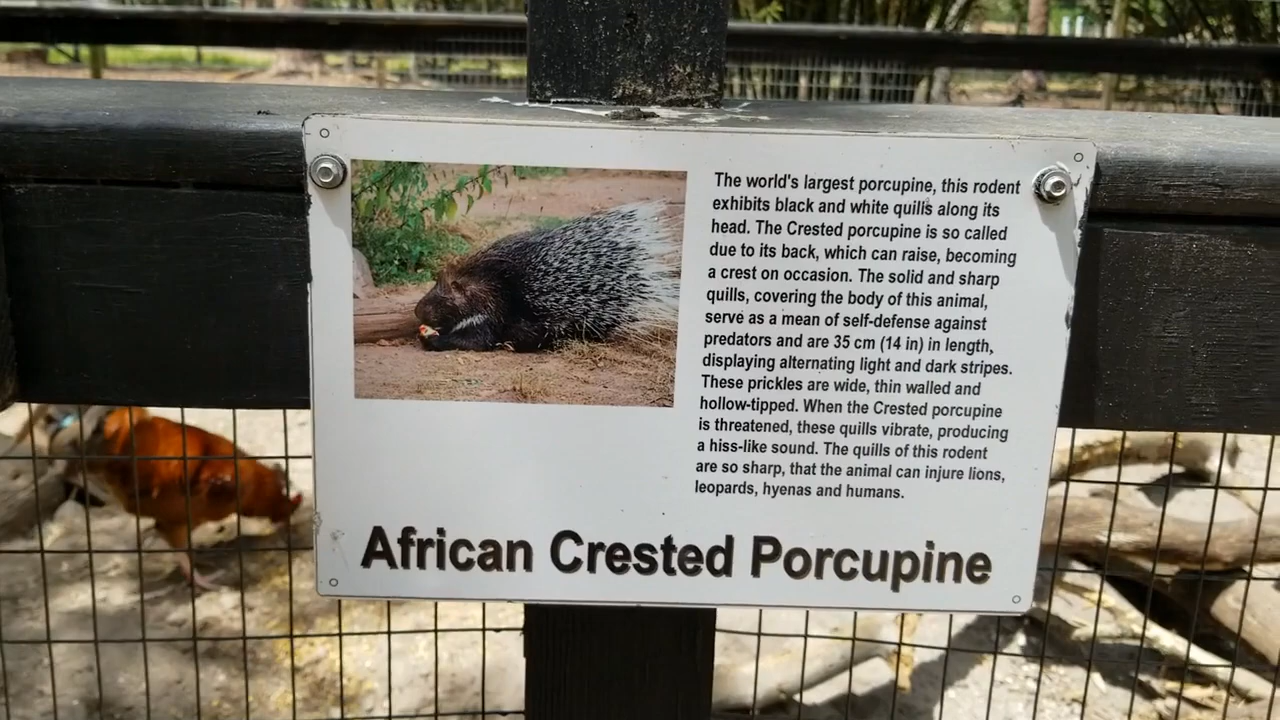 The world's largest porcupine, this rodent
exhibits black and white quills along its
head. The Crested porcupine is so called
due to its back, which can raise, becoming
a crest on occasion. The solid and sharp
quills, covering the body of this animal,
serve as a mean of self-defense against
predators and are 35 cm (14 in) in length,
displaying alternating light and dark stripes.
These prickles are wide, thin walled and
hollow-tipped. When the Crested porcupine
is threatened, these quills vibrate, producing
a hiss-like sound. The quills of this rodent
are so sharp, that the animal can injure lions,
leopards, hyenas and humans.
African Crested Porcupine